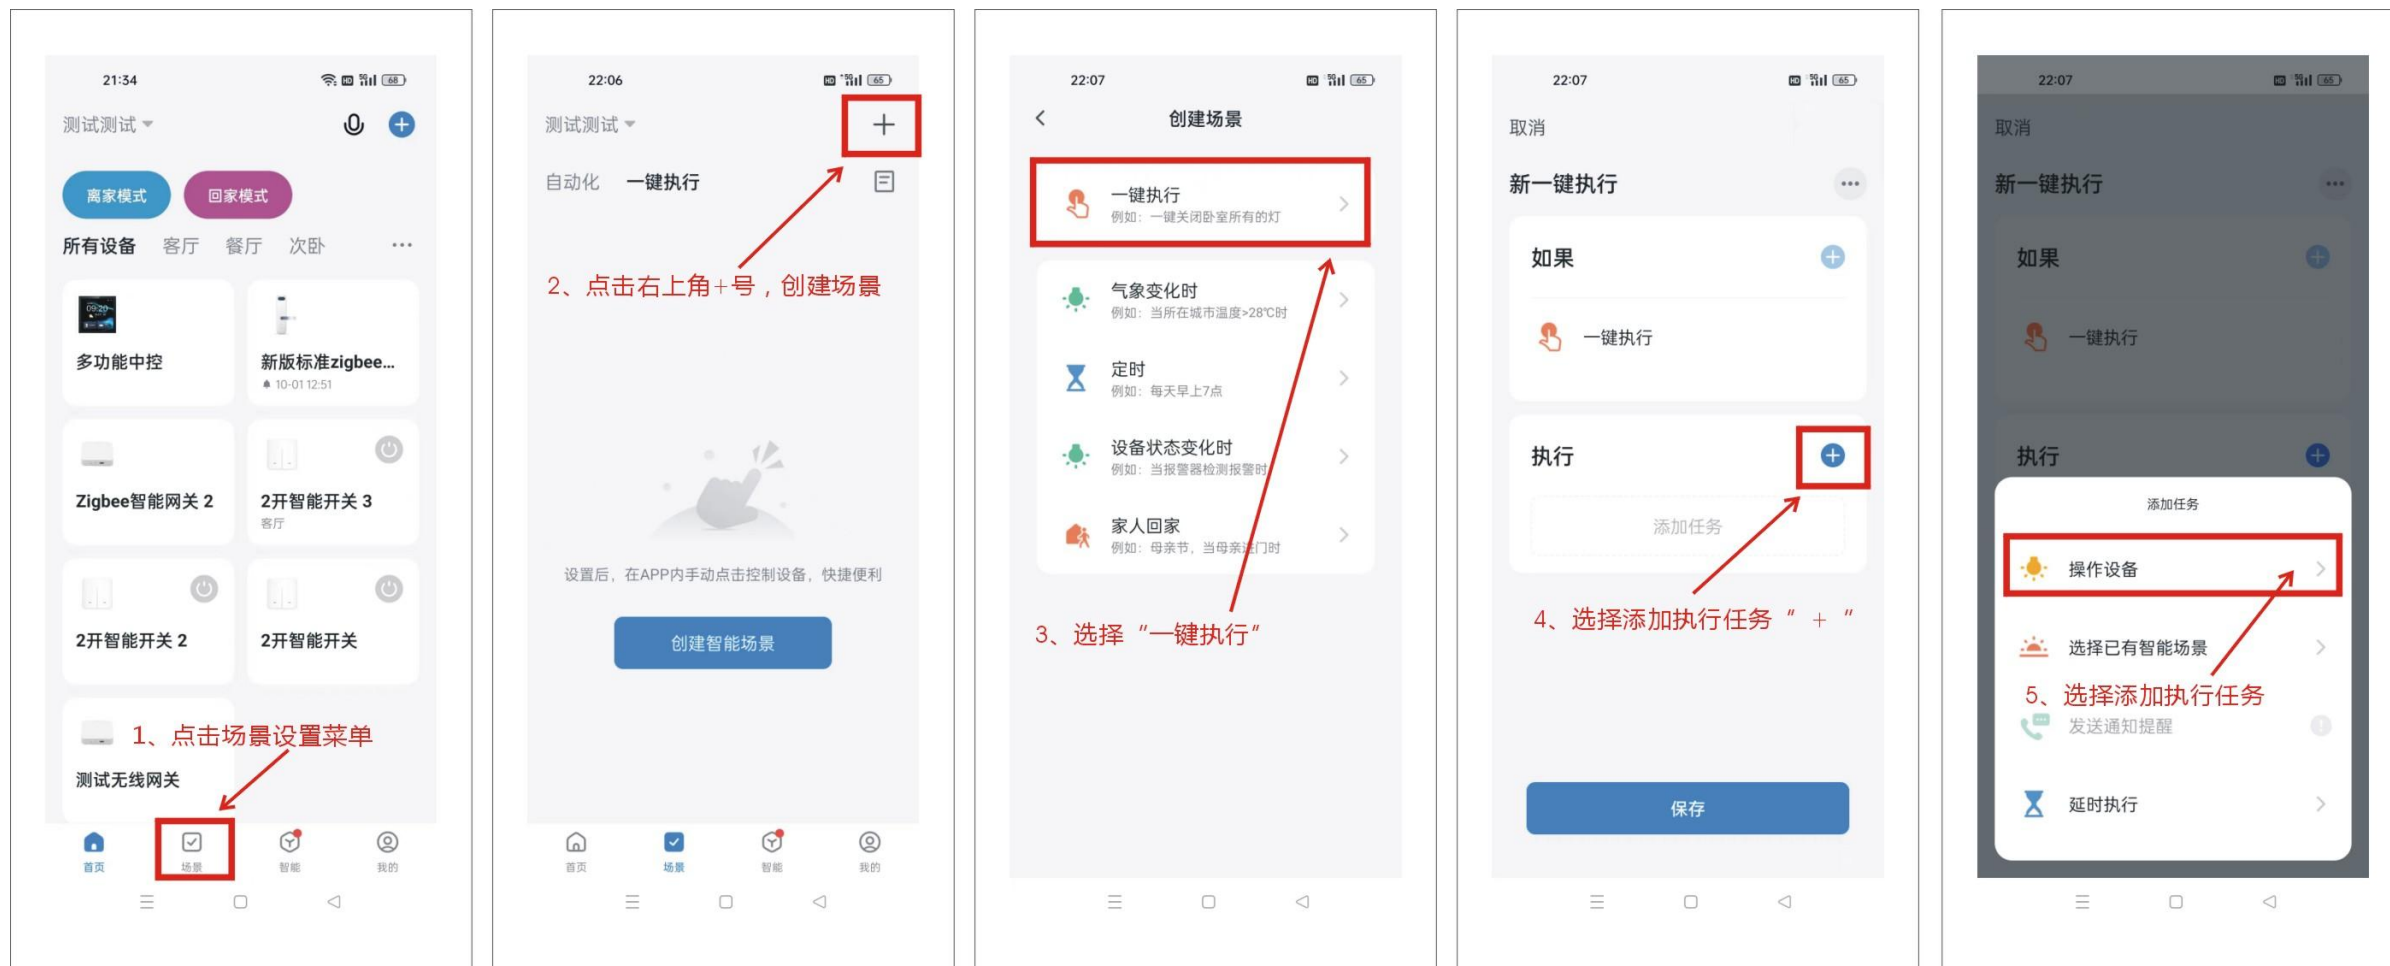 21:34
HD 5G 68
测试测试
离家模式 回家模式
所有设备 客厅 餐厅 次卧 ···
09:20
多功能中控
新版标准zigbee...
10-01 12:51
Zigbee智能网关 2
2开智能开关 3
客厅
2开智能开关 2
2开智能开关
1、点击场景设置菜单
测试无线网关
首页 场景 智能 我的
22:06
HD 5G 65
测试测试
自动化 一键执行
2、点击右上角+号，创建场景
设置后，在APP内手动点击控制设备，快捷便利
创建智能场景
首页 场景 智能 我的
22:07
HD 5G 65
创建场景
一键执行
例如：一键关闭卧室所有的灯
气象变化时
例如：当所在城市温度>28℃时
定时
例如：每天早上7点
设备状态变化时
例如：当报警器检测报警时
家人回家
例如：母亲节，当母亲进门时
3、选择“一键执行”
22:07
HD 5G 65
取消
新一键执行
如果
一键执行
执行
添加任务
4、选择添加执行任务“ + ”
保存
22:07
HD 5G 65
取消
新一键执行
如果
一键执行
执行
添加任务
操作设备
选择已有智能场景
5、选择添加执行任务
发送通知提醒
延时执行